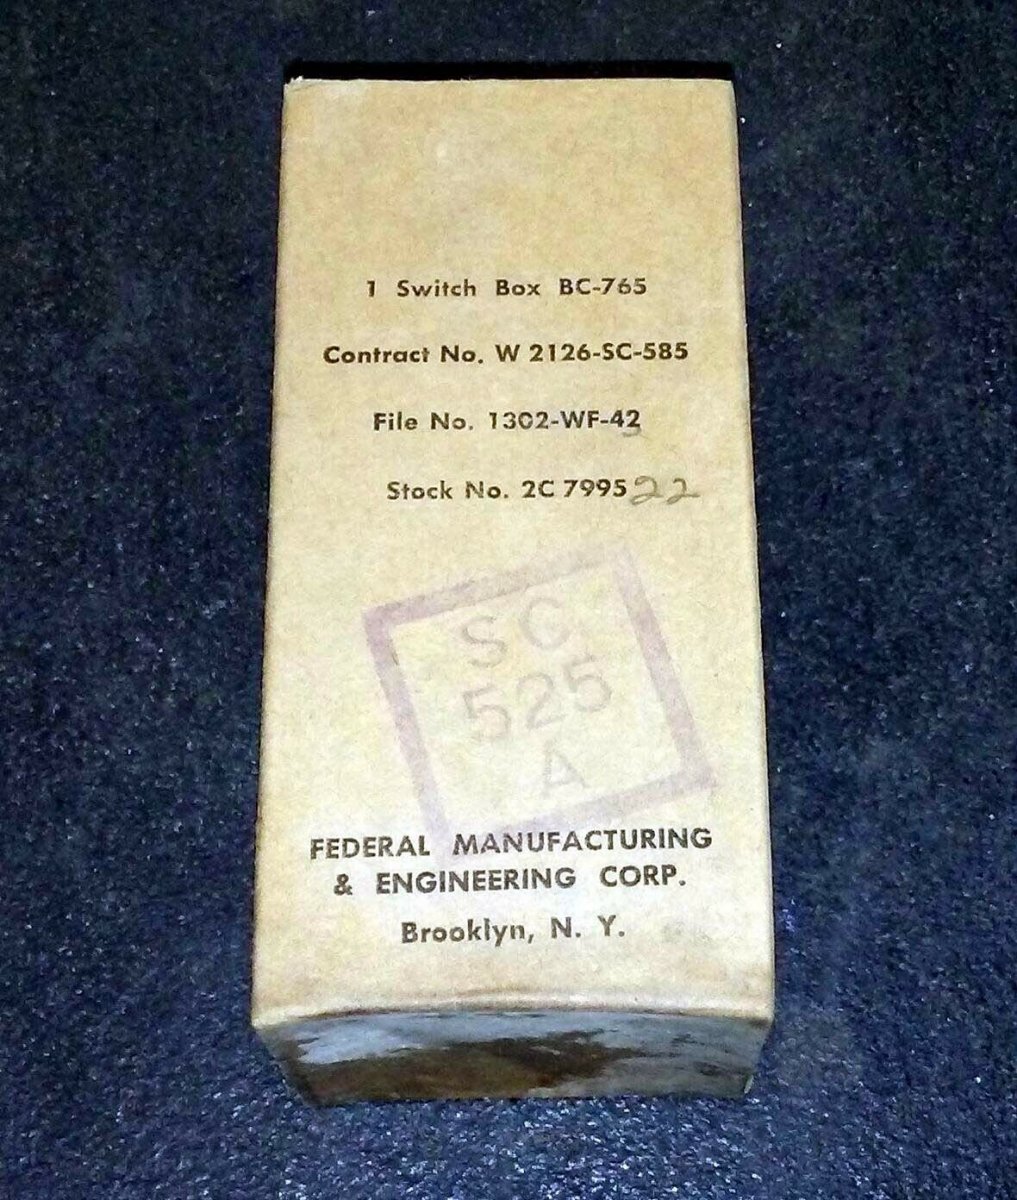 1 Switch Box BC-765
Contract No. W 2126-SC-585
File No. 1302-WF-42
Stock No. 2C 7995 22
SC
525
A
FEDERAL MANUFACTURING
& ENGINEERING CORP.
Brooklyn, N. Y.